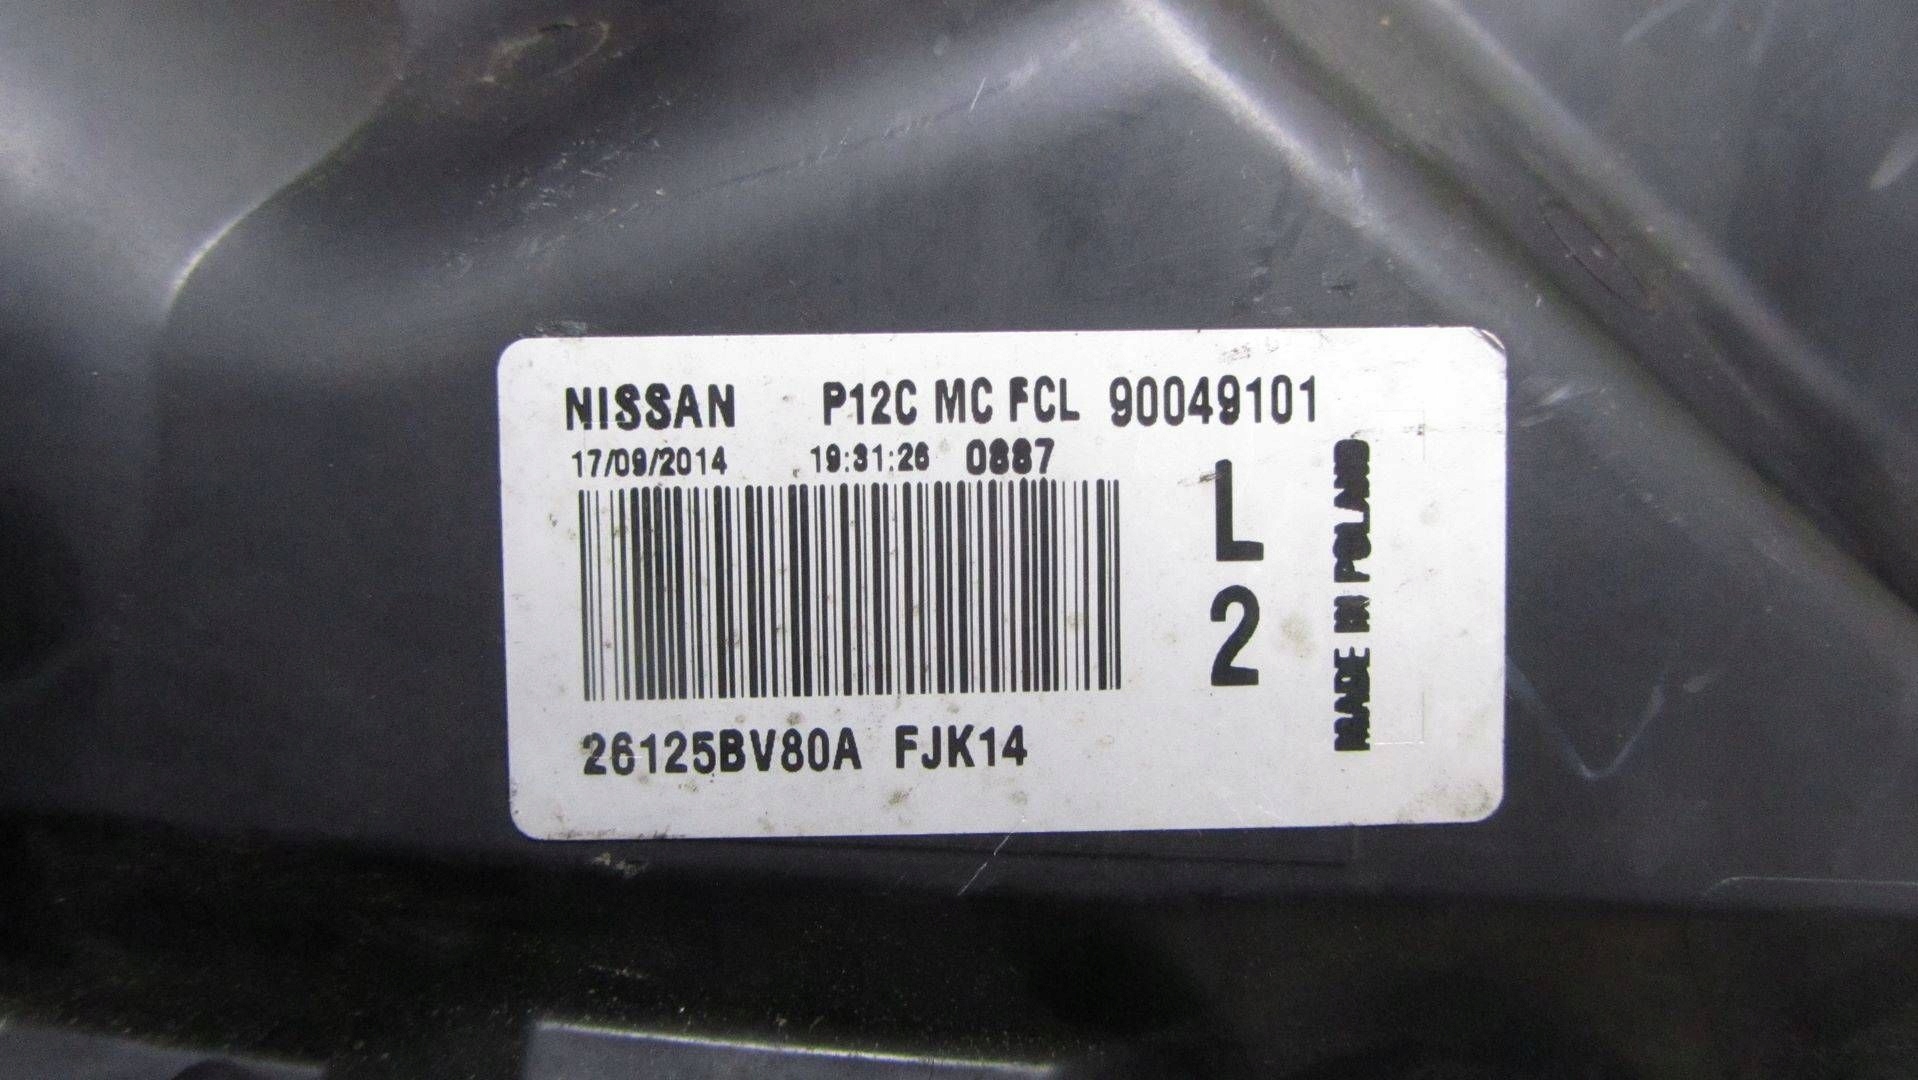 NISSAN P12C MC FCL 90049101
17/09/2014 19:31:26 0887
L
2
26125BV80A FJK14
MADE IN POLAND